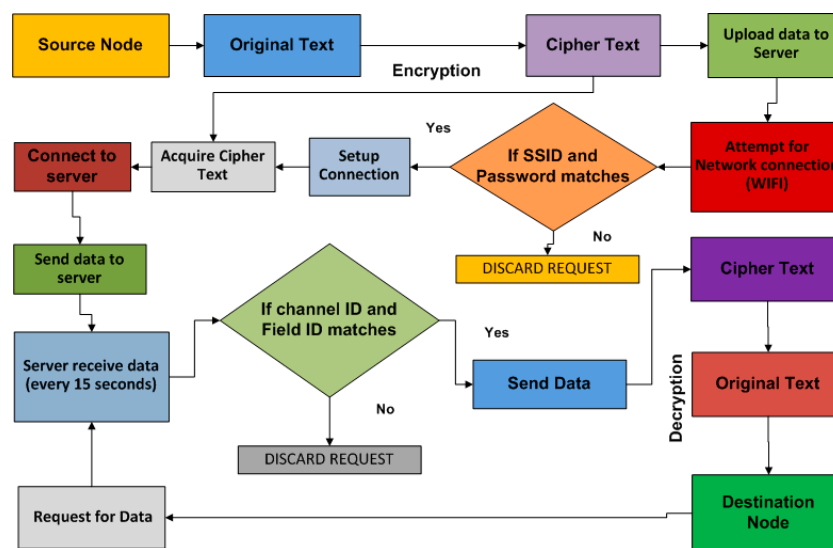 Source Node
Original Text
Encryption
Cipher Text
Upload data to
Server
Attempt for
Network connection
(WIFI)
If SSID and
Password matches
Yes
No
DISCARD REQUEST
Setup
Connection
Acquire Cipher
Text
Connect to
server
Send data to
server
Server receive data
(every 15 seconds)
If channel ID and
Field ID matches
Yes
No
DISCARD REQUEST
Send Data
Cipher Text
Decryption
Original Text
Destination
Node
Request for Data